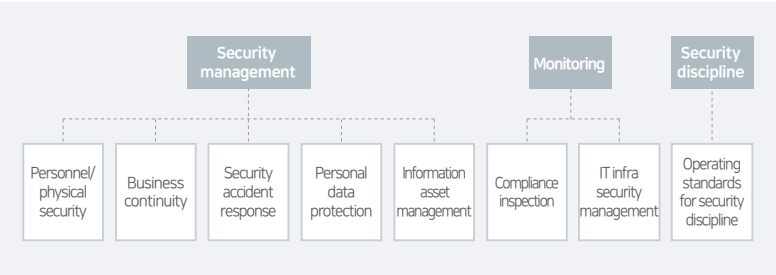 Security
management
Monitoring
Security
discipline
Personnel/
physical
security
Business
continuity
Security
accident
response
Personal
data
protection
Information
asset
management
Compliance
inspection
IT infra
security
management
Operating
standards
for security
discipline